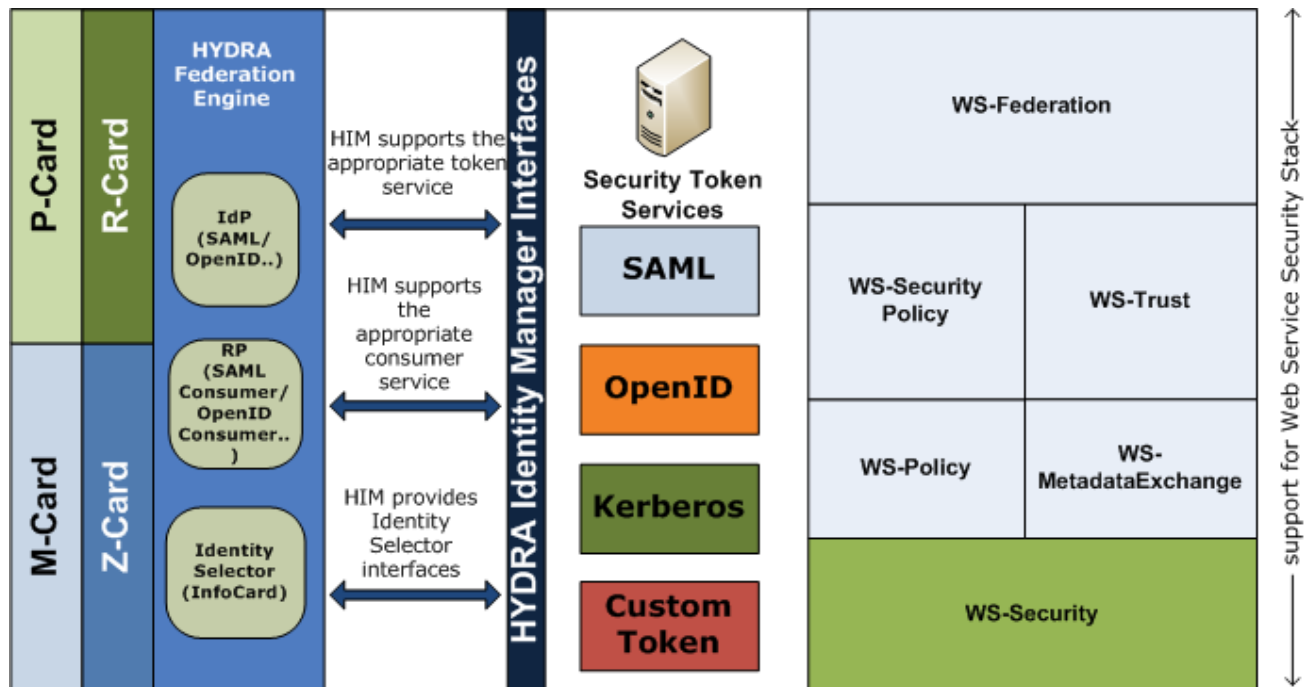 P-Card
R-Card
M-Card
Z-Card
HYDRA
Federation
Engine
IdP
(SAML/
OpenID..)
RP
(SAML
Consumer/
OpenID
Consumer..
)
Identity
Selector
(InfoCard)
HIM supports the
appropriate token
service
HIM supports
the
appropriate
consumer
service
HIM provides
Identity
Selector
interfaces
HYDRA Identity Manager Interfaces
Security Token
Services
SAML
OpenID
Kerberos
Custom
Token
WS-Federation
WS-Security
Policy
WS-Trust
WS-Policy
WS-
MetadataExchange
WS-Security
support for Web Service Security Stack